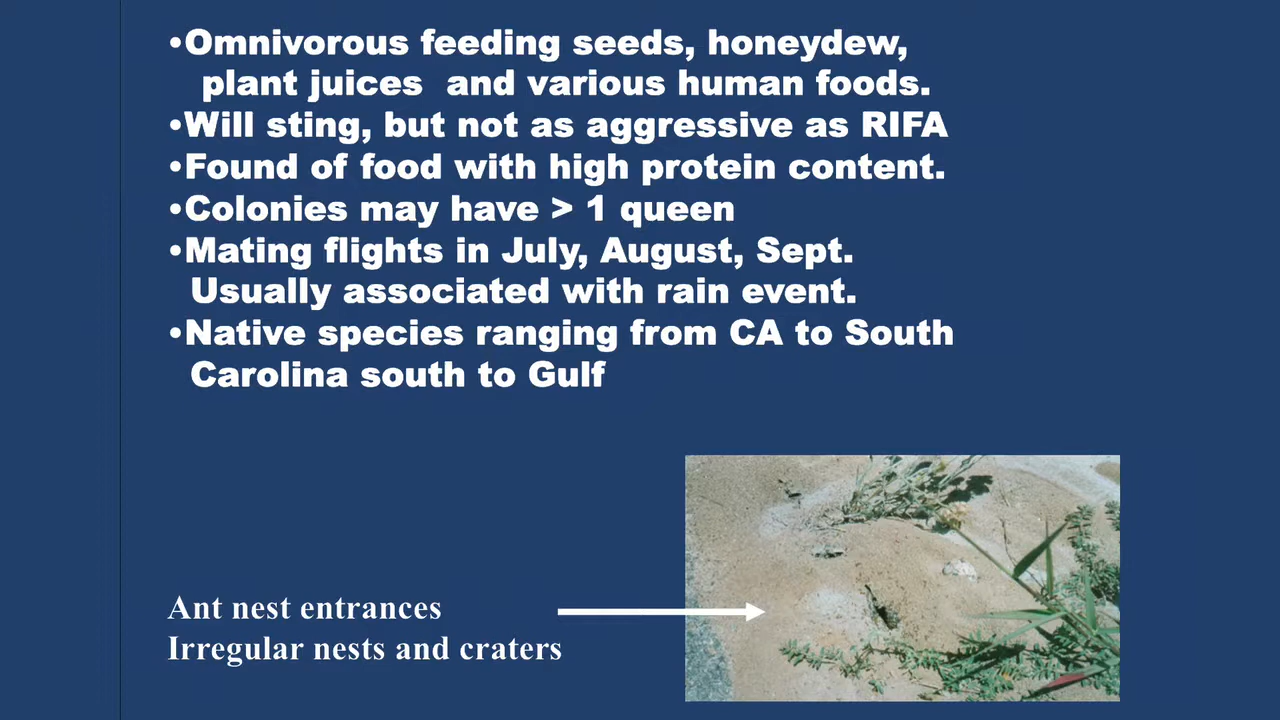 •Omnivorous feeding seeds, honeydew,
plant juices and various human foods.
•Will sting, but not as aggressive as RIFA
•Found of food with high protein content.
•Colonies may have > 1 queen
•Mating flights in July, August, Sept.
Usually associated with rain event.
•Native species ranging from CA to South
Carolina south to Gulf
Ant nest entrances
Irregular nests and craters